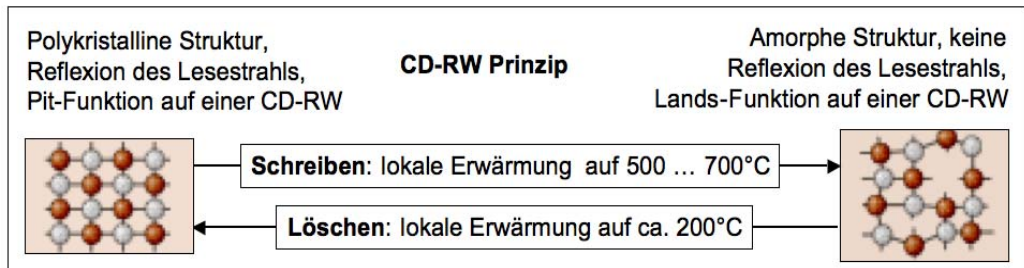 Polykristalline Struktur,
Reflexion des Lesestrahls,
Pit-Funktion auf einer CD-RW
CD-RW Prinzip
Amorphe Struktur, keine
Reflexion des Lesestrahls,
Lands-Funktion auf einer CD-RW
Schreiben: lokale Erwärmung auf 500 ... 700°C
Löschen: lokale Erwärmung auf ca. 200°C